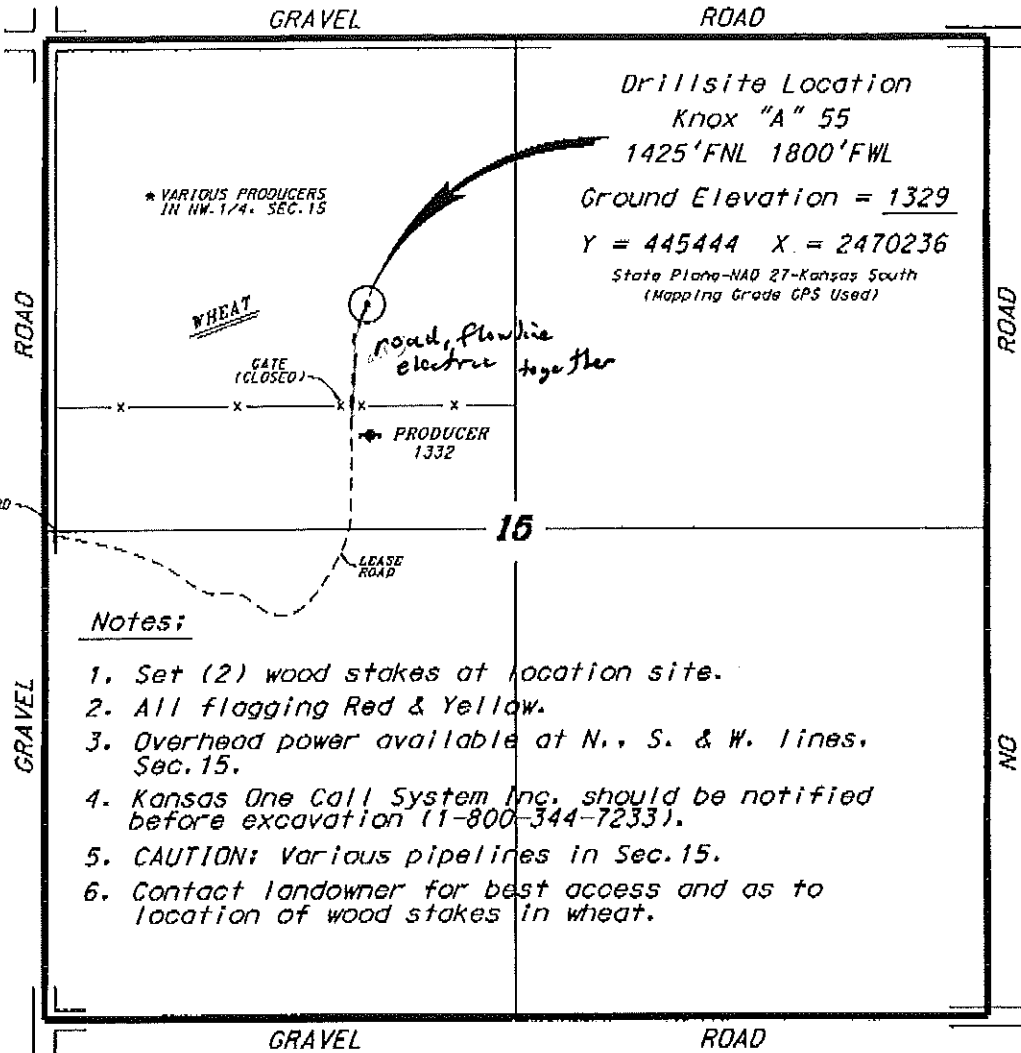 GRAVEL ROAD
Drillsite Location
Knox "A" 55
1425'FNL 1800'FWL
Ground Elevation = 1329
Y = 445444 X = 2470236
State Plane-NAD 27-Kansas South
(Mapping Grade GPS Used)
* VARIOUS PRODUCERS
IN NW.1/4. SEC.15
ROAD
ROAD
WHEAT
road, flowline
electric together
GATE
(CLOSED)
x x x x x
PRODUCER
1332
15
LEASE
ROAD
Notes:
1. Set (2) wood stakes at location site.
2. All flagging Red & Yellow.
3. Overhead power available at N., S. & W. lines,
Sec.15.
4. Kansas One Call System Inc. should be notified
before excavation (1-800-344-7233).
5. CAUTION: Various pipelines in Sec.15.
6. Contact landowner for best access and as to
location of wood stakes in wheat.
GRAVEL
NO
GRAVEL ROAD